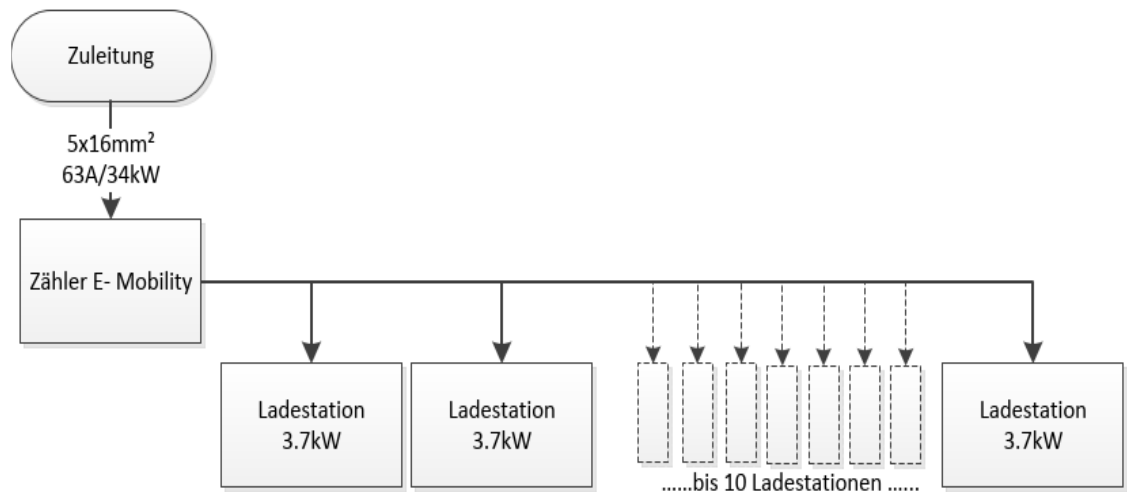 Zuleitung
5x16mm²
63A/34kW
Zähler E- Mobility
Ladestation
3.7kW
Ladestation
3.7kW
......bis 10 Ladestationen ......
Ladestation
3.7kW